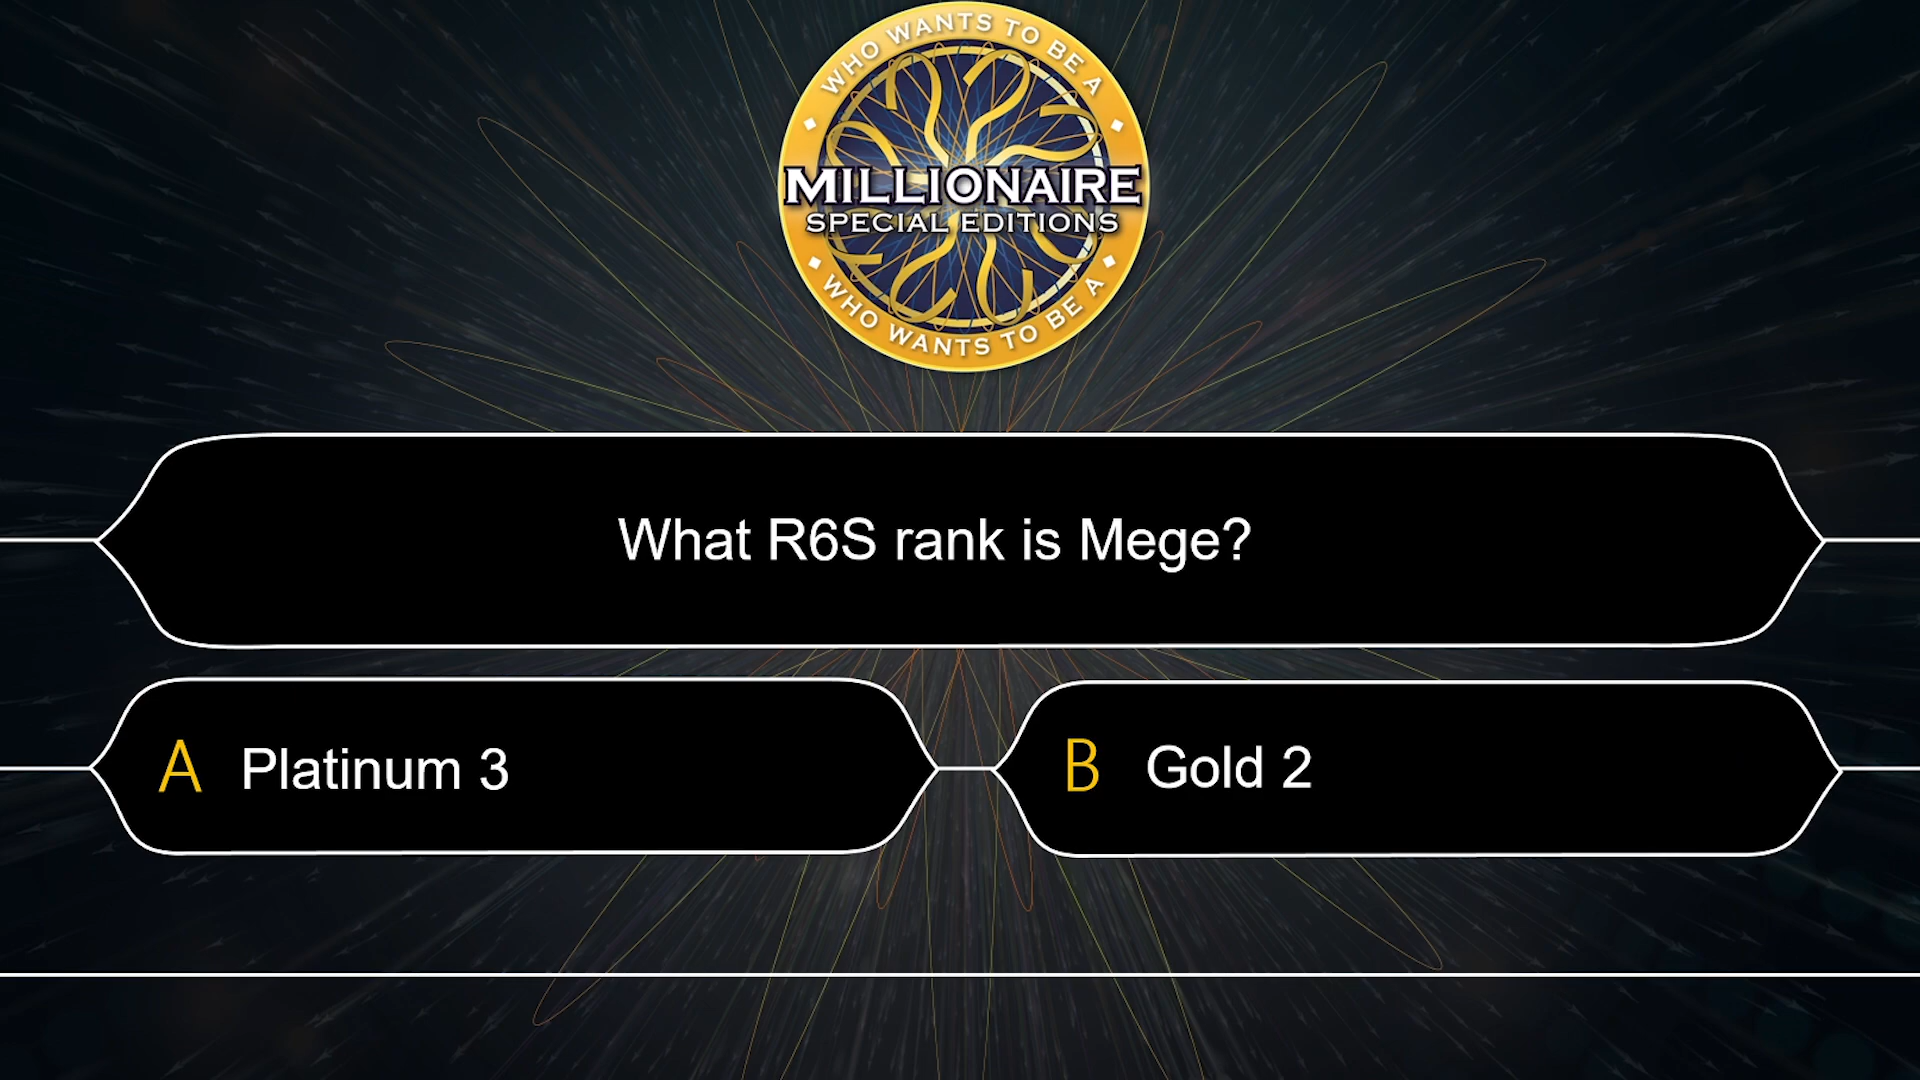 WHO WANTS TO BE A
MILLIONAIRE
SPECIAL EDITIONS
WHO WANTS TO BE A
What R6S rank is Mege?
A Platinum 3
B Gold 2